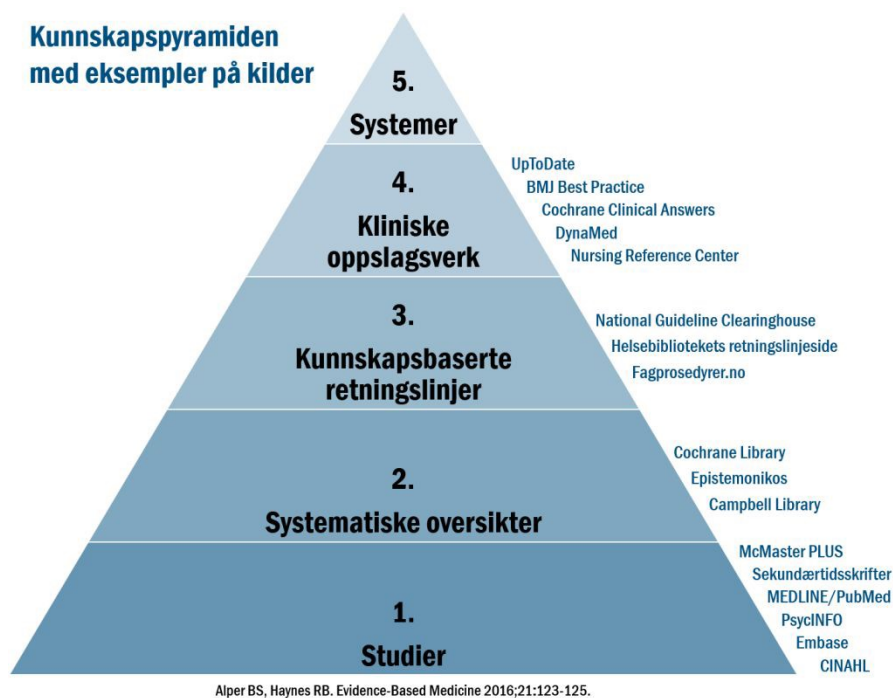 Kunnskapspyramiden
med eksempler på kilder
5.
Systemer
4.
Kliniske
oppslagsverk
UpToDate
BMJ Best Practice
Cochrane Clinical Answers
DynaMed
Nursing Reference Center
3.
Kunnskapsbaserte
retningslinjer
National Guideline Clearinghouse
Helsebibliotekets retningslinjeside
Fagprosedyrer.no
2.
Systematiske oversikter
Cochrane Library
Epistemonikos
Campbell Library
1.
Studier
McMaster PLUS
Sekundærtidsskrifter
MEDLINE/PubMed
PsycINFO
Embase
CINAHL
Alper BS, Haynes RB. Evidence-Based Medicine 2016;21:123-125.